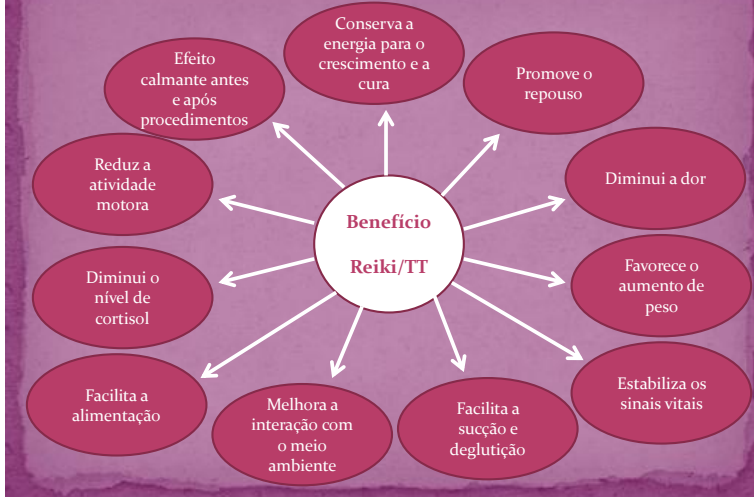 Conserva a
energia para o
crescimento e a
cura
Efeito
calmante antes
e após
procedimentos
Promove o
repouso
Reduz a
atividade
motora
Diminui a dor
Benefício
Reiki/TT
Diminui o
nível de
cortisol
Favorece o
aumento de
peso
Facilita a
alimentação
Melhora a
interação com
o meio
ambiente
Facilita a
sucção e
deglutição
Estabiliza os
sinais vitais